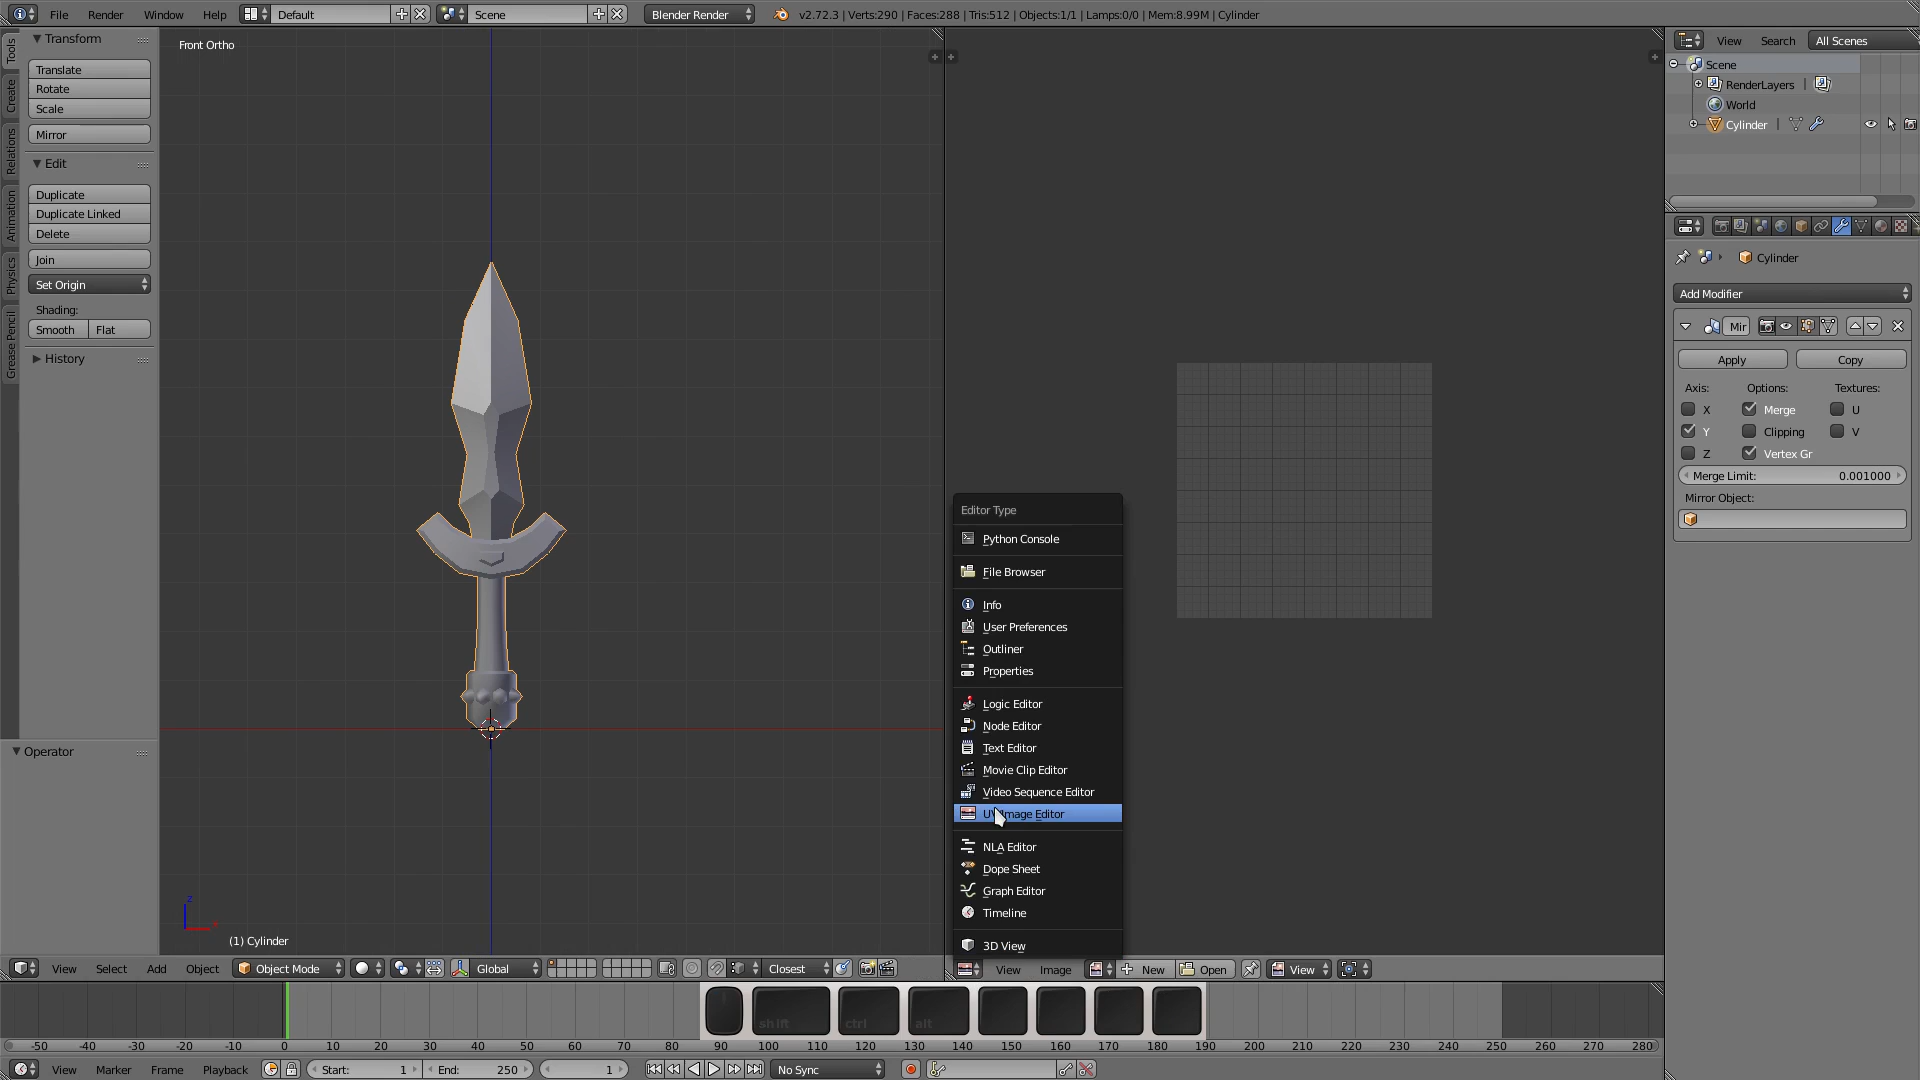 File Render Window Help Default Scene Blender Render v2.72.3 | Verts:290 | Faces:288 | Tris:512 | Objects:1/1 | Lamps:0/0 | Mem:8.99M | Cylinder
Tools
Create
Relations
Animation
Physics
Grease Pencil
Transform
Translate
Rotate
Scale
Mirror
Edit
Duplicate
Duplicate Linked
Delete
Join
Set Origin
Shading:
Smooth Flat
History
Operator
Front Ortho
(1) Cylinder
z
View Select Add Object Object Mode Global Closest
Editor Type
Python Console
File Browser
Info
User Preferences
Outliner
Properties
Logic Editor
Node Editor
Text Editor
Movie Clip Editor
Video Sequence Editor
UV/Image Editor
NLA Editor
Dope Sheet
Graph Editor
Timeline
3D View
View Image New Open View
View Search All Scenes
Scene
RenderLayers |
World
Cylinder |
Cylinder
Add Modifier
Mir
Apply Copy
Axis: Options: Textures:
X Merge U
Y Clipping V
Z Vertex Gr
Merge Limit: 0.001000
Mirror Object:
shift ctrl alt
-50 -40 -30 -20 -10 0 10 20 30 40 50 60 70 80 90 100 110 120 130 140 150 160 170 180 190 200 210 220 230 240 250 260 270 280
View Marker Frame Playback Start: 1 End: 250 1 No Sync